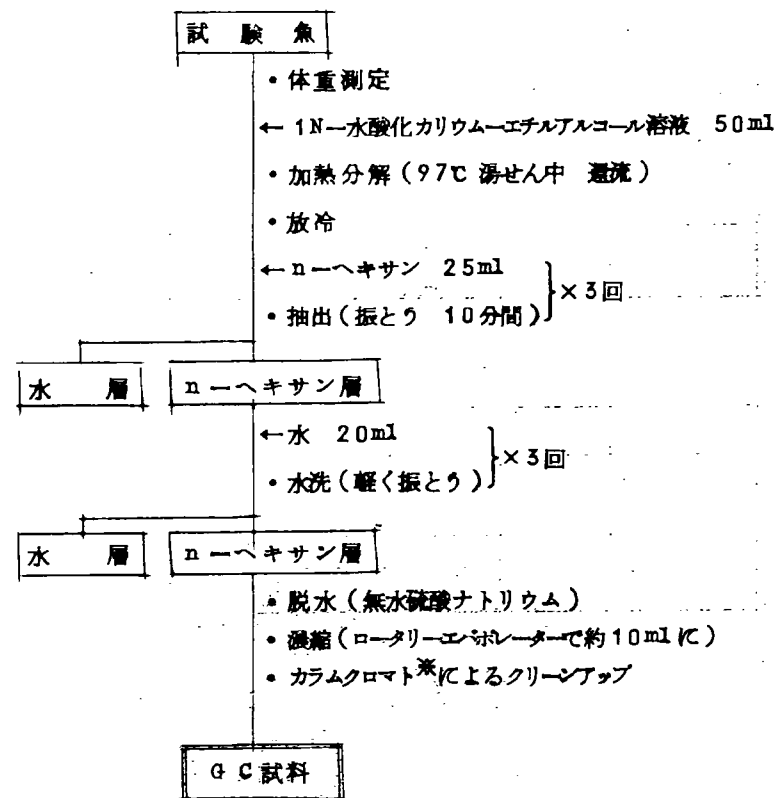 試験魚
・体重測定
← 1N－水酸化カリウム－エチルアルコール溶液 50ml
・加熱分解(97℃ 湯せん中 還流)
・放冷
← n－ヘキサン 25ml
・抽出(振とう 10分間) }×3回
水層 n－ヘキサン層
← 水 20ml
・水洗(軽く振とう) }×3回
水層 n－ヘキサン層
・脱水(無水硫酸ナトリウム)
・濃縮(ロータリーエバポレーターで約10mlに)
・カラムクロマト※によるクリーンアップ
GC試料